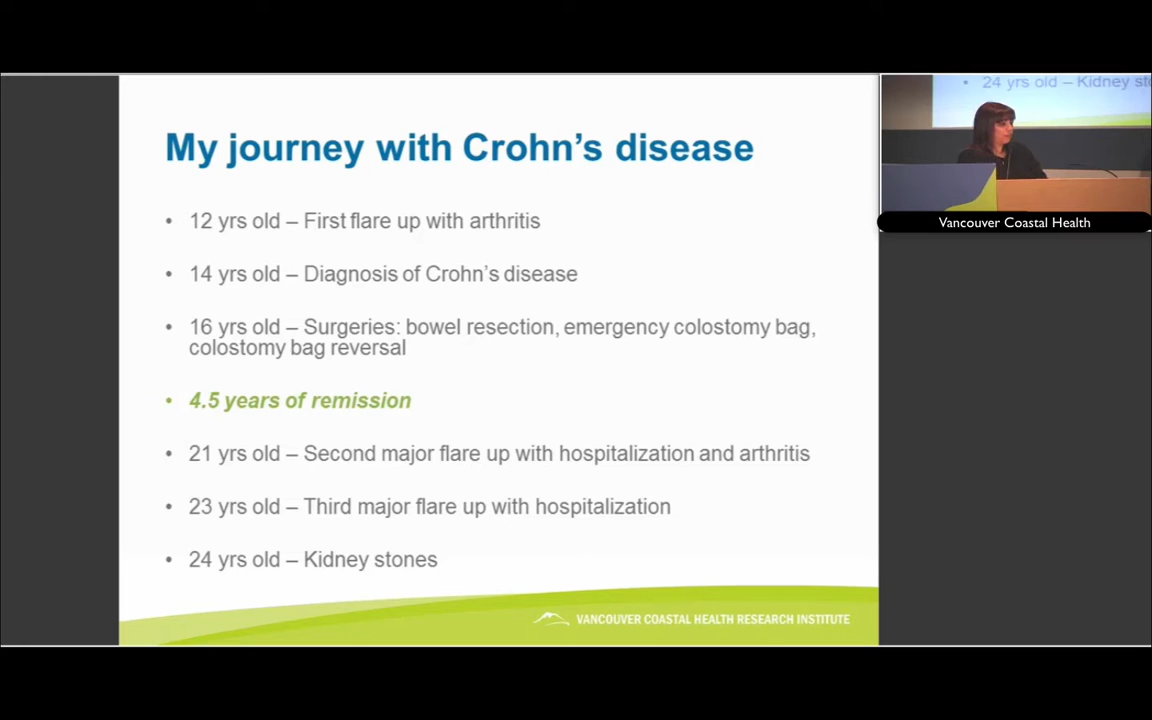 • 24 yrs old – Kidney sto
My journey with Crohn's disease
Vancouver Coastal Health
• 12 yrs old – First flare up with arthritis
• 14 yrs old – Diagnosis of Crohn's disease
• 16 yrs old – Surgeries: bowel resection, emergency colostomy bag,
colostomy bag reversal
• 4.5 years of remission
• 21 yrs old – Second major flare up with hospitalization and arthritis
• 23 yrs old – Third major flare up with hospitalization
• 24 yrs old – Kidney stones
VANCOUVER COASTAL HEALTH RESEARCH INSTITUTE